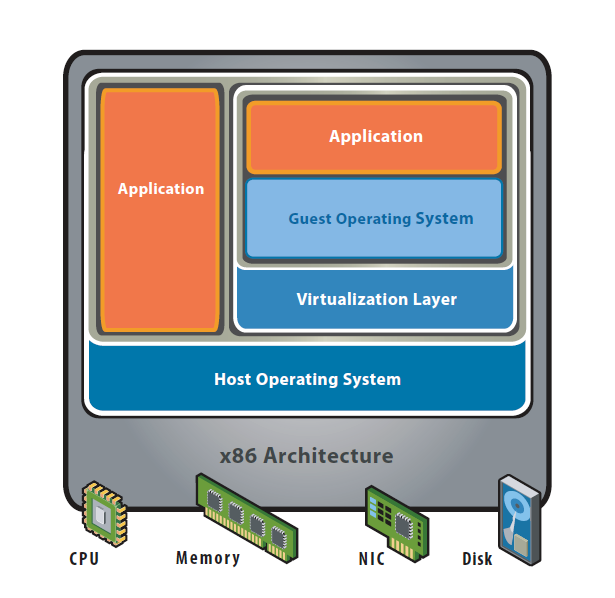 Application
Application
Guest Operating System
Virtualization Layer
Host Operating System
x86 Architecture
CPU
Memory
NIC
Disk